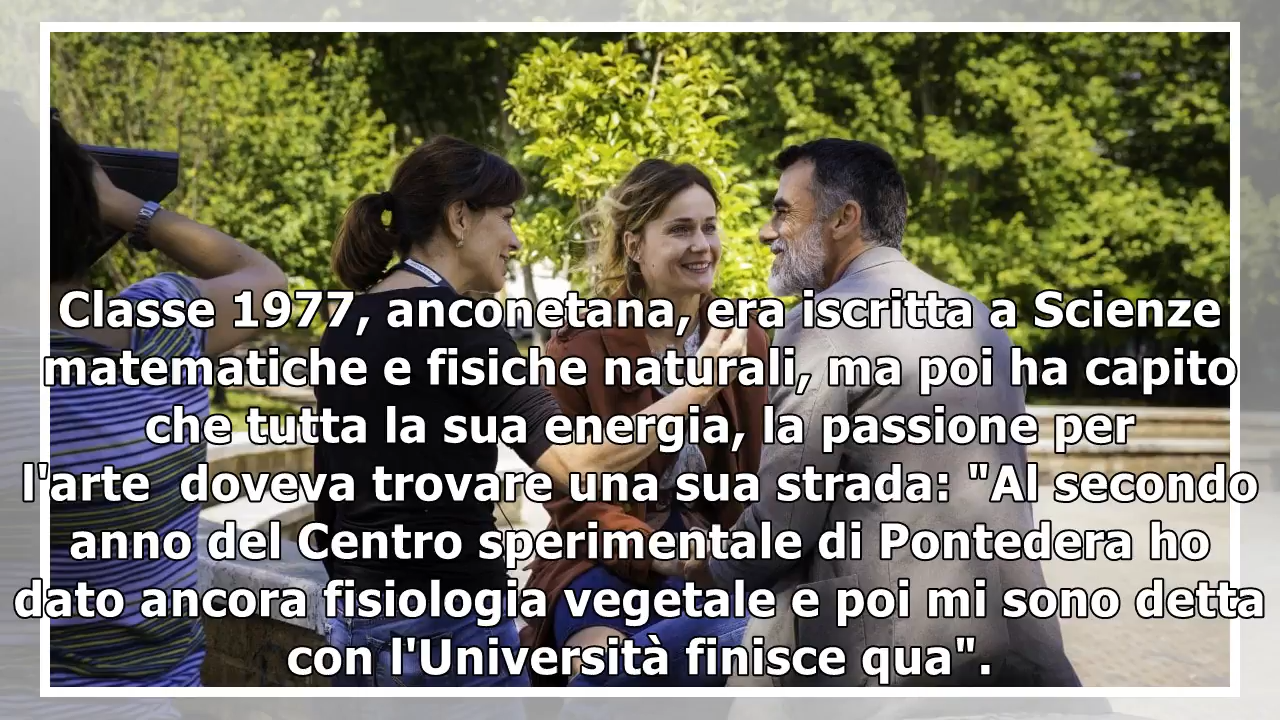 Classe 1977, anconetana, era iscritta a Scienze
matematiche e fisiche naturali, ma poi ha capito
che tutta la sua energia, la passione per
l'arte  doveva trovare una sua strada: "Al secondo
anno del Centro sperimentale di Pontedera ho
dato ancora fisiologia vegetale e poi mi sono detta
con l'Università finisce qua".